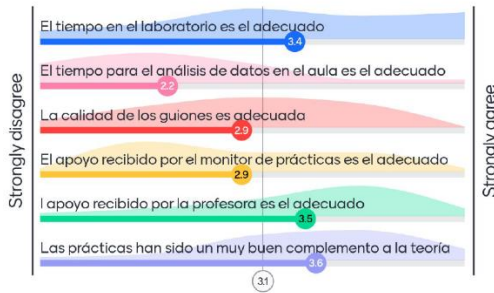 El tiempo en el laboratorio es el adecuado
3.4
El tiempo para el análisis de datos en el aula es el adecuado
2.2
La calidad de los guiones es adecuada
2.9
El apoyo recibido por el monitor de prácticas es el adecuado
2.9
l apoyo recibido por la profesora es el adecuado
3.5
Las prácticas han sido un muy buen complemento a la teoría
3.6
3.1
Strongly disagree
Strongly agree